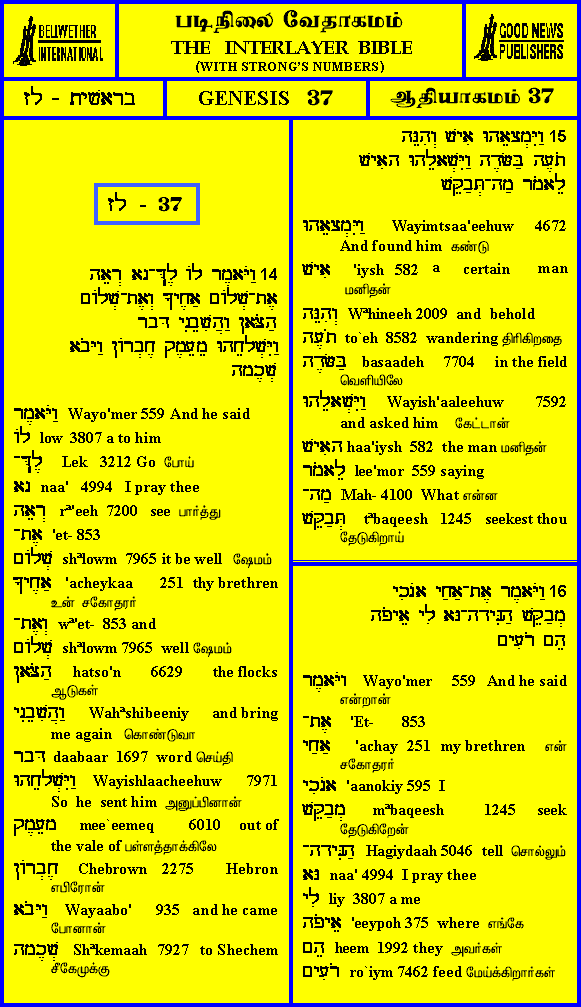 BELLWETHER
INTERNATIONAL
படிநிலை வேதாகமம்
THE INTERLAYER BIBLE
(WITH STRONG'S NUMBERS)
GOOD NEWS
PUBLISHERS
בראשית - לז
GENESIS 37
ஆதியாகமம் 37
לז - 37
14 וַיֹּאמֶר לוֹ לֶךְ־נָא רְאֵה
אֶת־שְׁלוֹם אַחֶיךָ וְאֶת־שְׁלוֹם
הַצֹּאן וַהֲשִׁבֵנִי דָּבָר
וַיִּשְׁלָחֵהוּ מֵעֵמֶק חֶבְרוֹן וַיָּבֹא
שְׁכֶמָה
וַיֹּאמֶר Wayo'mer 559 And he said
לוֹ low 3807 a to him
לֶךְ־ Lek 3212 Go போய்
נָא naa' 4994 I pray thee
רְאֵה rª'eeh 7200 see பார்த்து
אֶת־ 'et- 853
שְׁלוֹם shªlowm 7965 it be well ஷேமம்
אַחֶיךָ 'acheykaa 251 thy brethren
உன் சகோதரர்
וְאֶת־ wª'et- 853 and
שְׁלוֹם shªlowm 7965 well ஷேமம்
הַצֹּאן hatso'n 6629 the flocks
ஆடுகள்
וַהֲשִׁבֵנִי Wahªshibeeniy and bring
me again கொண்டுவா
דָּבָר daabaar 1697 word செய்தி
וַיִּשְׁלָחֵהוּ Wayishlaacheehuw 7971
So he sent him அனுப்பினான்
מֵעֵמֶק mee`eemeq 6010 out of
the vale of பள்ளத்தாக்கிலே
חֶבְרוֹן Chebrown 2275 Hebron
எபிரோன்
וַיָּבֹא Wayaabo' 935 and he came
போனான்
שְׁכֶמָה Shªkemaah 7927 to Shechem
சீகேமுக்கு
15 וַיִּמְצָאֵהוּ אִישׁ וְהִנֵּה
תֹעֶה בַּשָּׂדֶה וַיִּשְׁאָלֵהוּ הָאִישׁ
לֵאמֹר מַה־תְּבַקֵּשׁ
וַיִּמְצָאֵהוּ Wayimtsaa'eehuw 4672
And found him கண்டு
אִישׁ 'iysh 582 a certain man
மனிதன்
וְהִנֵּה Wªhineeh 2009 and behold
תֹעֶה to`eh 8582 wandering திரிகிறதை
בַּשָּׂדֶה basaadeh 7704 in the field
வெளியிலே
וַיִּשְׁאָלֵהוּ Wayish'aaleehuw 7592
and asked him கேட்டான்
הָאִישׁ haa'iysh 582 the man மனிதன்
לֵאמֹר lee'mor 559 saying
מַה־ Mah- 4100 What என்ன
תְּבַקֵּשׁ tªbaqeesh 1245 seekest thou
தேடுகிறாய்
16 וַיֹּאמֶר אֶת־אַחַי אָנֹכִי
מְבַקֵּשׁ הַגִּידָה־נָּא לִי אֵיפֹה
הֵם רֹעִים
וַיֹּאמֶר Wayo'mer 559 And he said
என்றான்
אֶת־ 'Et- 853
אַחַי 'achay 251 my brethren என்
சகோதரர்
אָנֹכִי 'aanokiy 595 I
מְבַקֵּשׁ mªbaqeesh 1245 seek
தேடுகிறேன்
הַגִּידָה־ Hagiydaah 5046 tell சொல்லும்
נָּא naa' 4994 I pray thee
לִי liy 3807 a me
אֵיפֹה 'eeypoh 375 where எங்கே
הֵם heem 1992 they அவர்கள்
רֹעִים ro`iym 7462 feed மேய்க்கிறார்கள்